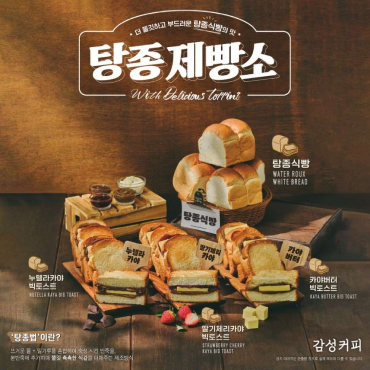 더 쫄깃하고 부드러운 탕종식빵의 맛
탕종제빵소
With Delicious Torrini
탕종식빵
WATER ROUX
WHITE BREAD
탕종식빵
누텔라
카야
딸기체리
카야
카야
버터
누텔라카야
빅토스트
NUTELLA KAYA BIG TOAST
카야버터
빅토스트
KAYA BUTTER BIG TOAST
딸기체리카야
빅토스트
STRAWBERRY CHERRY
KAYA BIG TOAST
'탕종법'이란?
감성커피